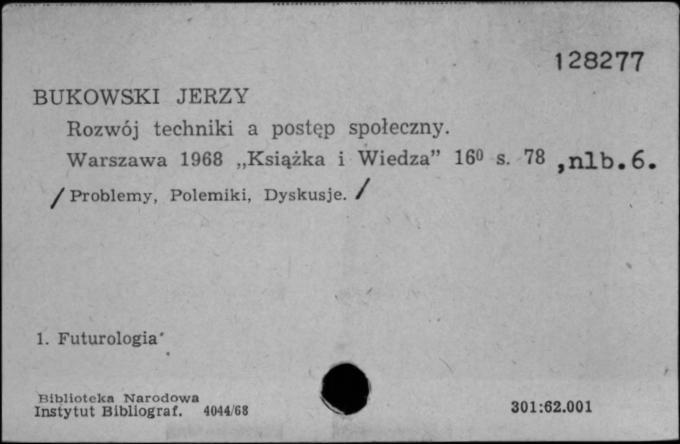 128277
BUKOWSKI JERZY
Rozwój techniki a postęp społeczny.
Warszawa 1968 „Książka i Wiedza” 16⁰ s. 78 ,nlb.6.
/ Problemy, Polemiki, Dyskusje. /
1. Futurologia
Biblioteka Narodowa
Instytut Bibliograf. 4044/68
301:62.001